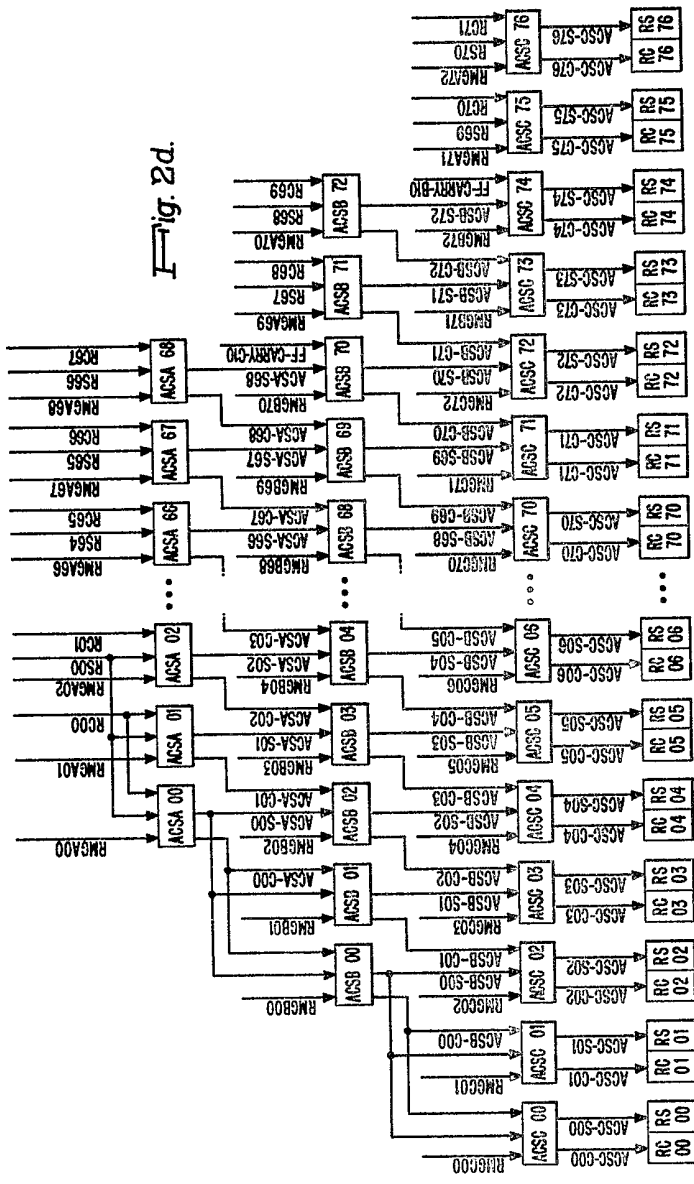 Fig. 2d.
RMGA00
RMGA01
RC00
RMGA02
RS00
RC01
RMGA66
RS64
RC65
RMGA67
RS65
RC66
RMGA68
RS66
RC67
ACSA 00
ACSA 01
ACSA 02
ACSA 66
ACSA 67
ACSA 68
RMGB00
RMGB01
ACSA-C00
RMGB02
ACSA-S00
ACSA-C01
RMGB03
ACSA-S01
ACSA-C02
RMGB04
ACSA-S02
ACSA-C03
RMGB68
ACSA-S66
ACSA-C67
RMGB69
ACSA-S67
ACSA-C68
RMGB70
ACSA-S68
FF-CARRY-C10
RMGA69
RS67
RC68
RMGA70
RS68
RC69
ACSB 00
ACSB 01
ACSB 02
ACSB 03
ACSB 04
ACSB 68
ACSB 69
ACSB 70
ACSB 71
ACSB 72
RMGC00
RMGC01
ACSB-C00
RMGC02
ACSB-S00
ACSB-C01
RMGC03
ACSB-S01
ACSB-C02
RMGC04
ACSB-S02
ACSB-C03
RMGC05
ACSB-S03
ACSB-C04
RMGC06
ACSB-S04
ACSB-C05
RMGC70
ACSB-S68
ACSB-C69
RMGC71
ACSB-S69
ACSB-C70
RMGC72
ACSB-S70
ACSB-C71
RMGB71
ACSB-S71
ACSB-C72
RMGB72
ACSB-S72
FF-CARRY-B10
RMGA71
RS69
RC70
RMGA72
RS70
RC71
ACSC 00
ACSC 01
ACSC 02
ACSC 03
ACSC 04
ACSC 05
ACSC 06
ACSC 70
ACSC 71
ACSC 72
ACSC 73
ACSC 74
ACSC 75
ACSC 76
ACSC-C00
ACSC-S00
ACSC-C01
ACSC-S01
ACSC-C02
ACSC-S02
ACSC-C03
ACSC-S03
ACSC-C04
ACSC-S04
ACSC-C05
ACSC-S05
ACSC-C06
ACSC-S06
ACSC-C70
ACSC-S70
ACSC-C71
ACSC-C71
ACSC-C72
ACSC-S72
ACSC-C73
ACSC-S73
ACSC-C74
ACSC-S74
ACSC-C75
ACSC-S75
ACSC-C76
ACSC-S76
RC 00
RS 00
RC 01
RS 01
RC 02
RS 02
RC 03
RS 03
RC 04
RS 04
RC 05
RS 05
RC 06
RS 06
RC 70
RS 70
RC 71
RS 71
RC 72
RS 72
RC 73
RS 73
RC 74
RS 74
RC 75
RS 75
RC 76
RS 76